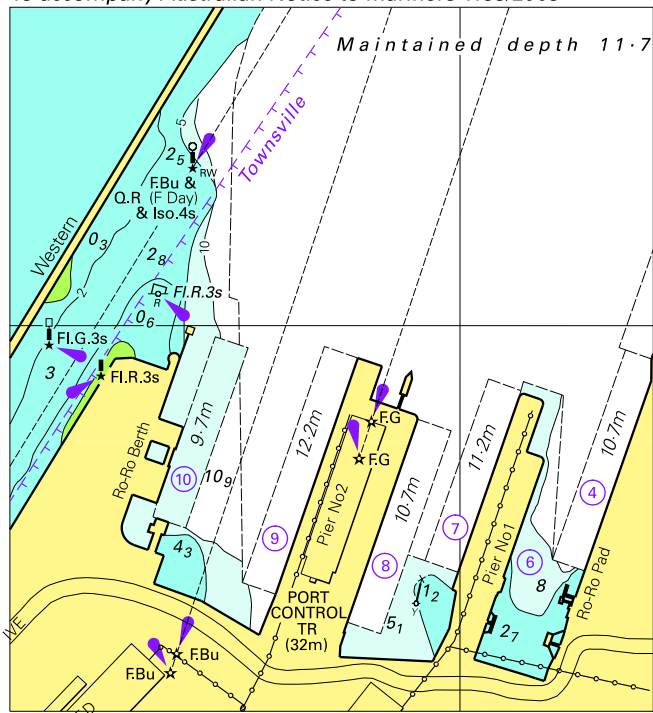 Maintained depth 11·7
Townsville
5
2₅
RW
F.Bu &
Q.R (F Day)
& Iso.4s
10
Western
0₃
2₈
2
Fl.R.3s
R
0₆
Fl.G.3s
3
Fl.R.3s
9·7m
12·2m
F.G
F.G
11·2m
10·7m
10·7m
Ro-Ro Berth
10
10₉
Pier No2
4
9
7
8
Pier No1
6
8
4₃
1₂
5₁
2₇
Ro-Ro Pad
PORT
CONTROL
TR
(32m)
IVE
F.Bu
F.Bu